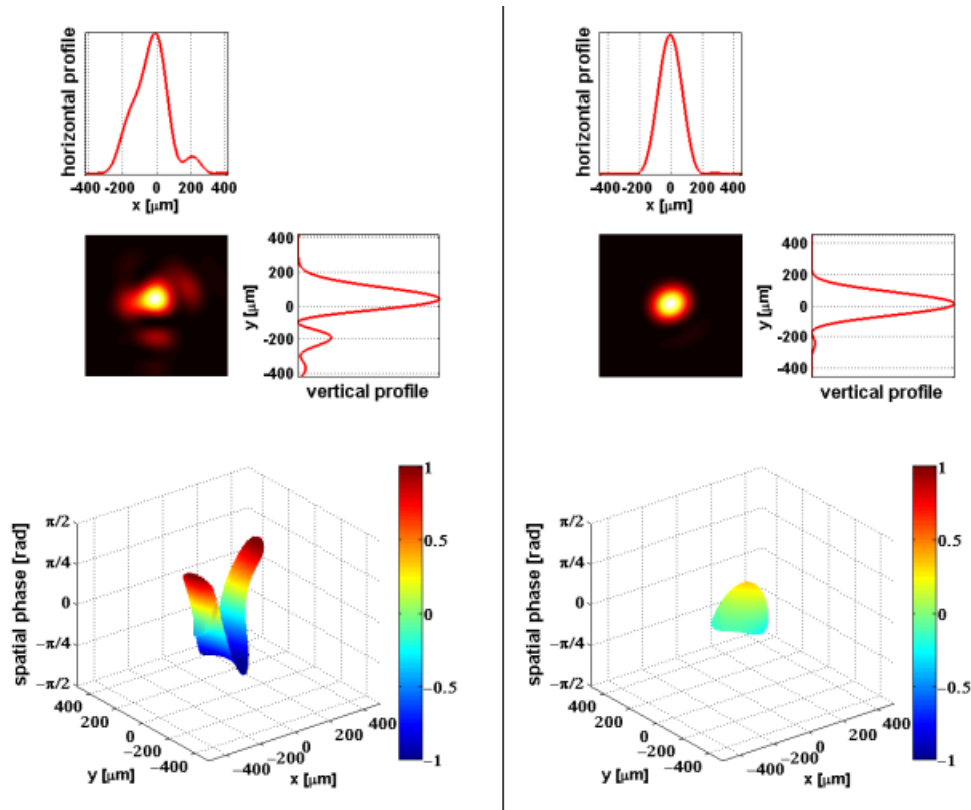 horizontal profile
-400 -200 0 200 400
x [μm]
400
200
0
-200
-400
y [μm]
vertical profile
spatial phase [rad]
π/2
π/4
0
−π/4
−π/2
400
200
0
−200
−400
y [μm]
−400
−200
0
200
400
x [μm]
1
0.5
0
−0.5
−1
horizontal profile
-400 -200 0 200 400
x [μm]
400
200
0
-200
-400
y [μm]
vertical profile
spatial phase [rad]
π/2
π/4
0
−π/4
−π/2
400
200
0
−200
−400
y [μm]
−400
−200
0
200
400
x [μm]
1
0.5
0
−0.5
−1